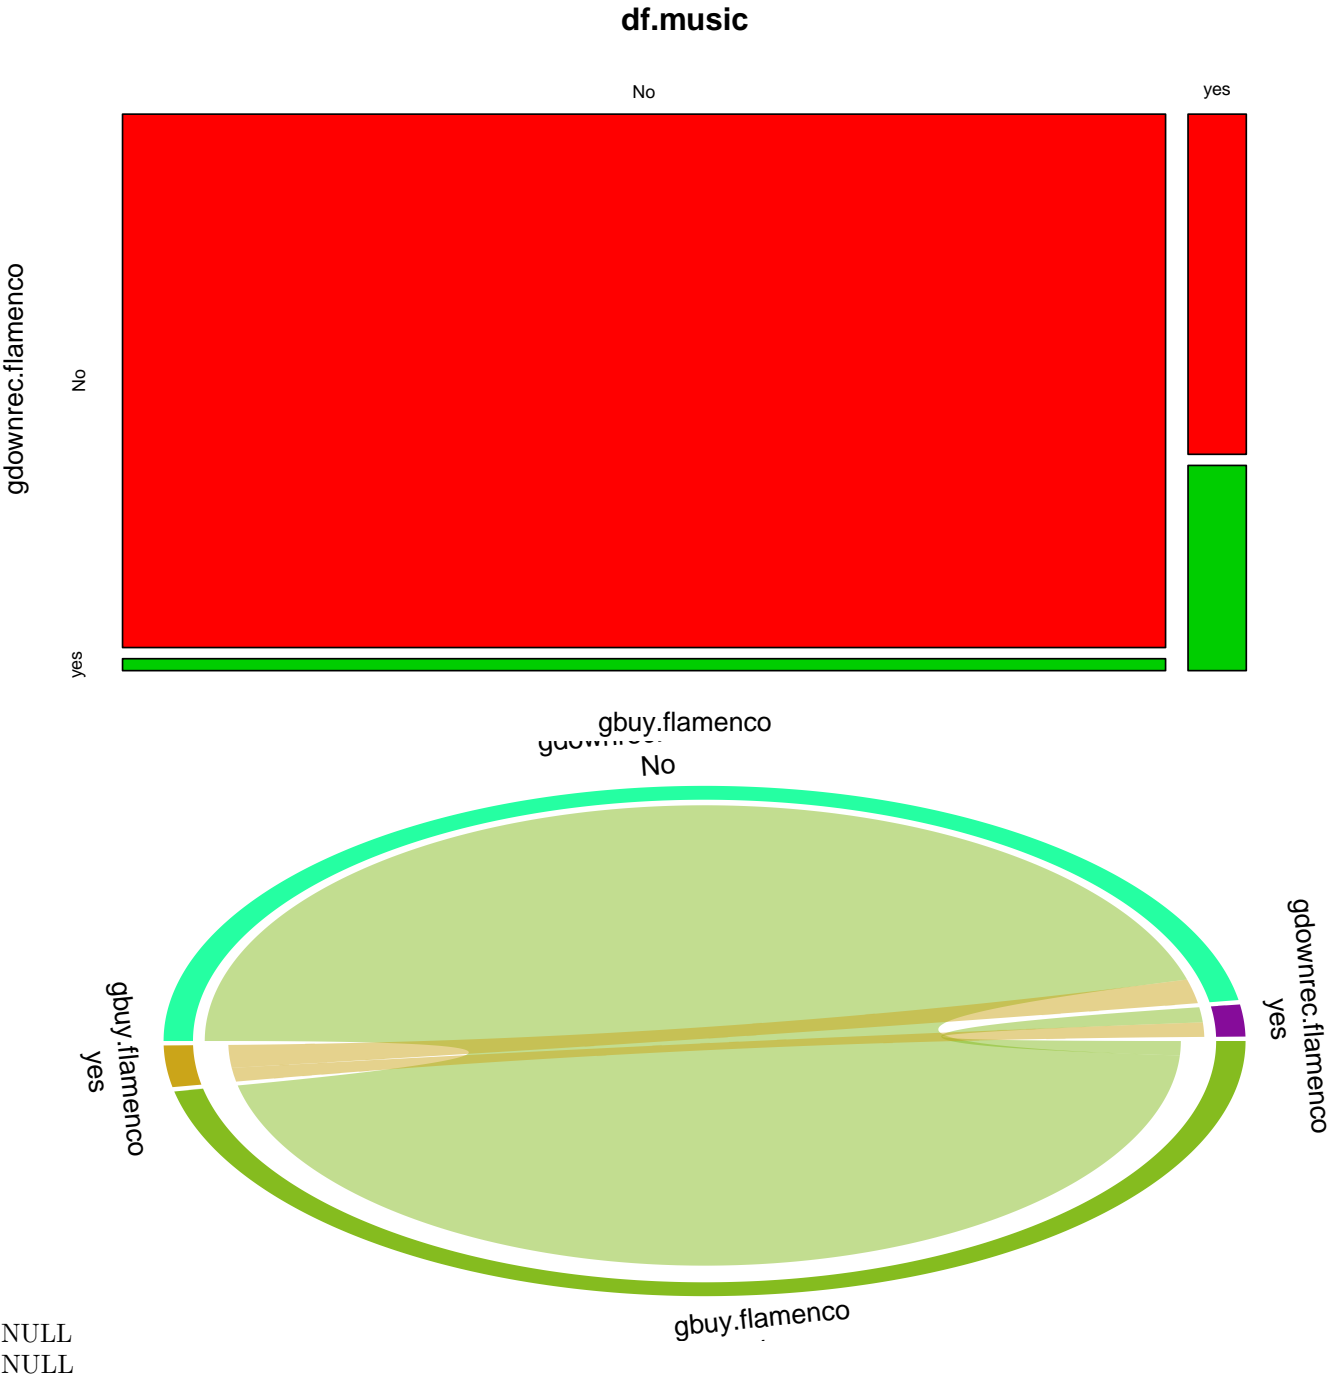 df.music
No
yes
gdownrec.flamenco
No
yes
gbuy.flamenco
No
gdownrec.flamenco
yes
gbuy.flamenco
yes
gbuy.flamenco
NULL
NULL